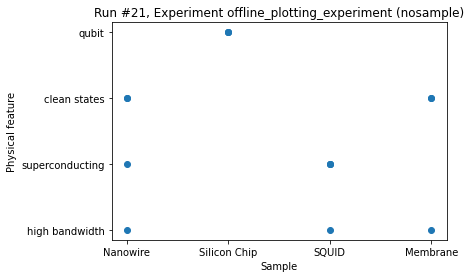 Run #21, Experiment offline_plotting_experiment (nosample)
qubit
clean states
superconducting
high bandwidth
Physical feature
Nanowire Silicon Chip SQUID Membrane
Sample